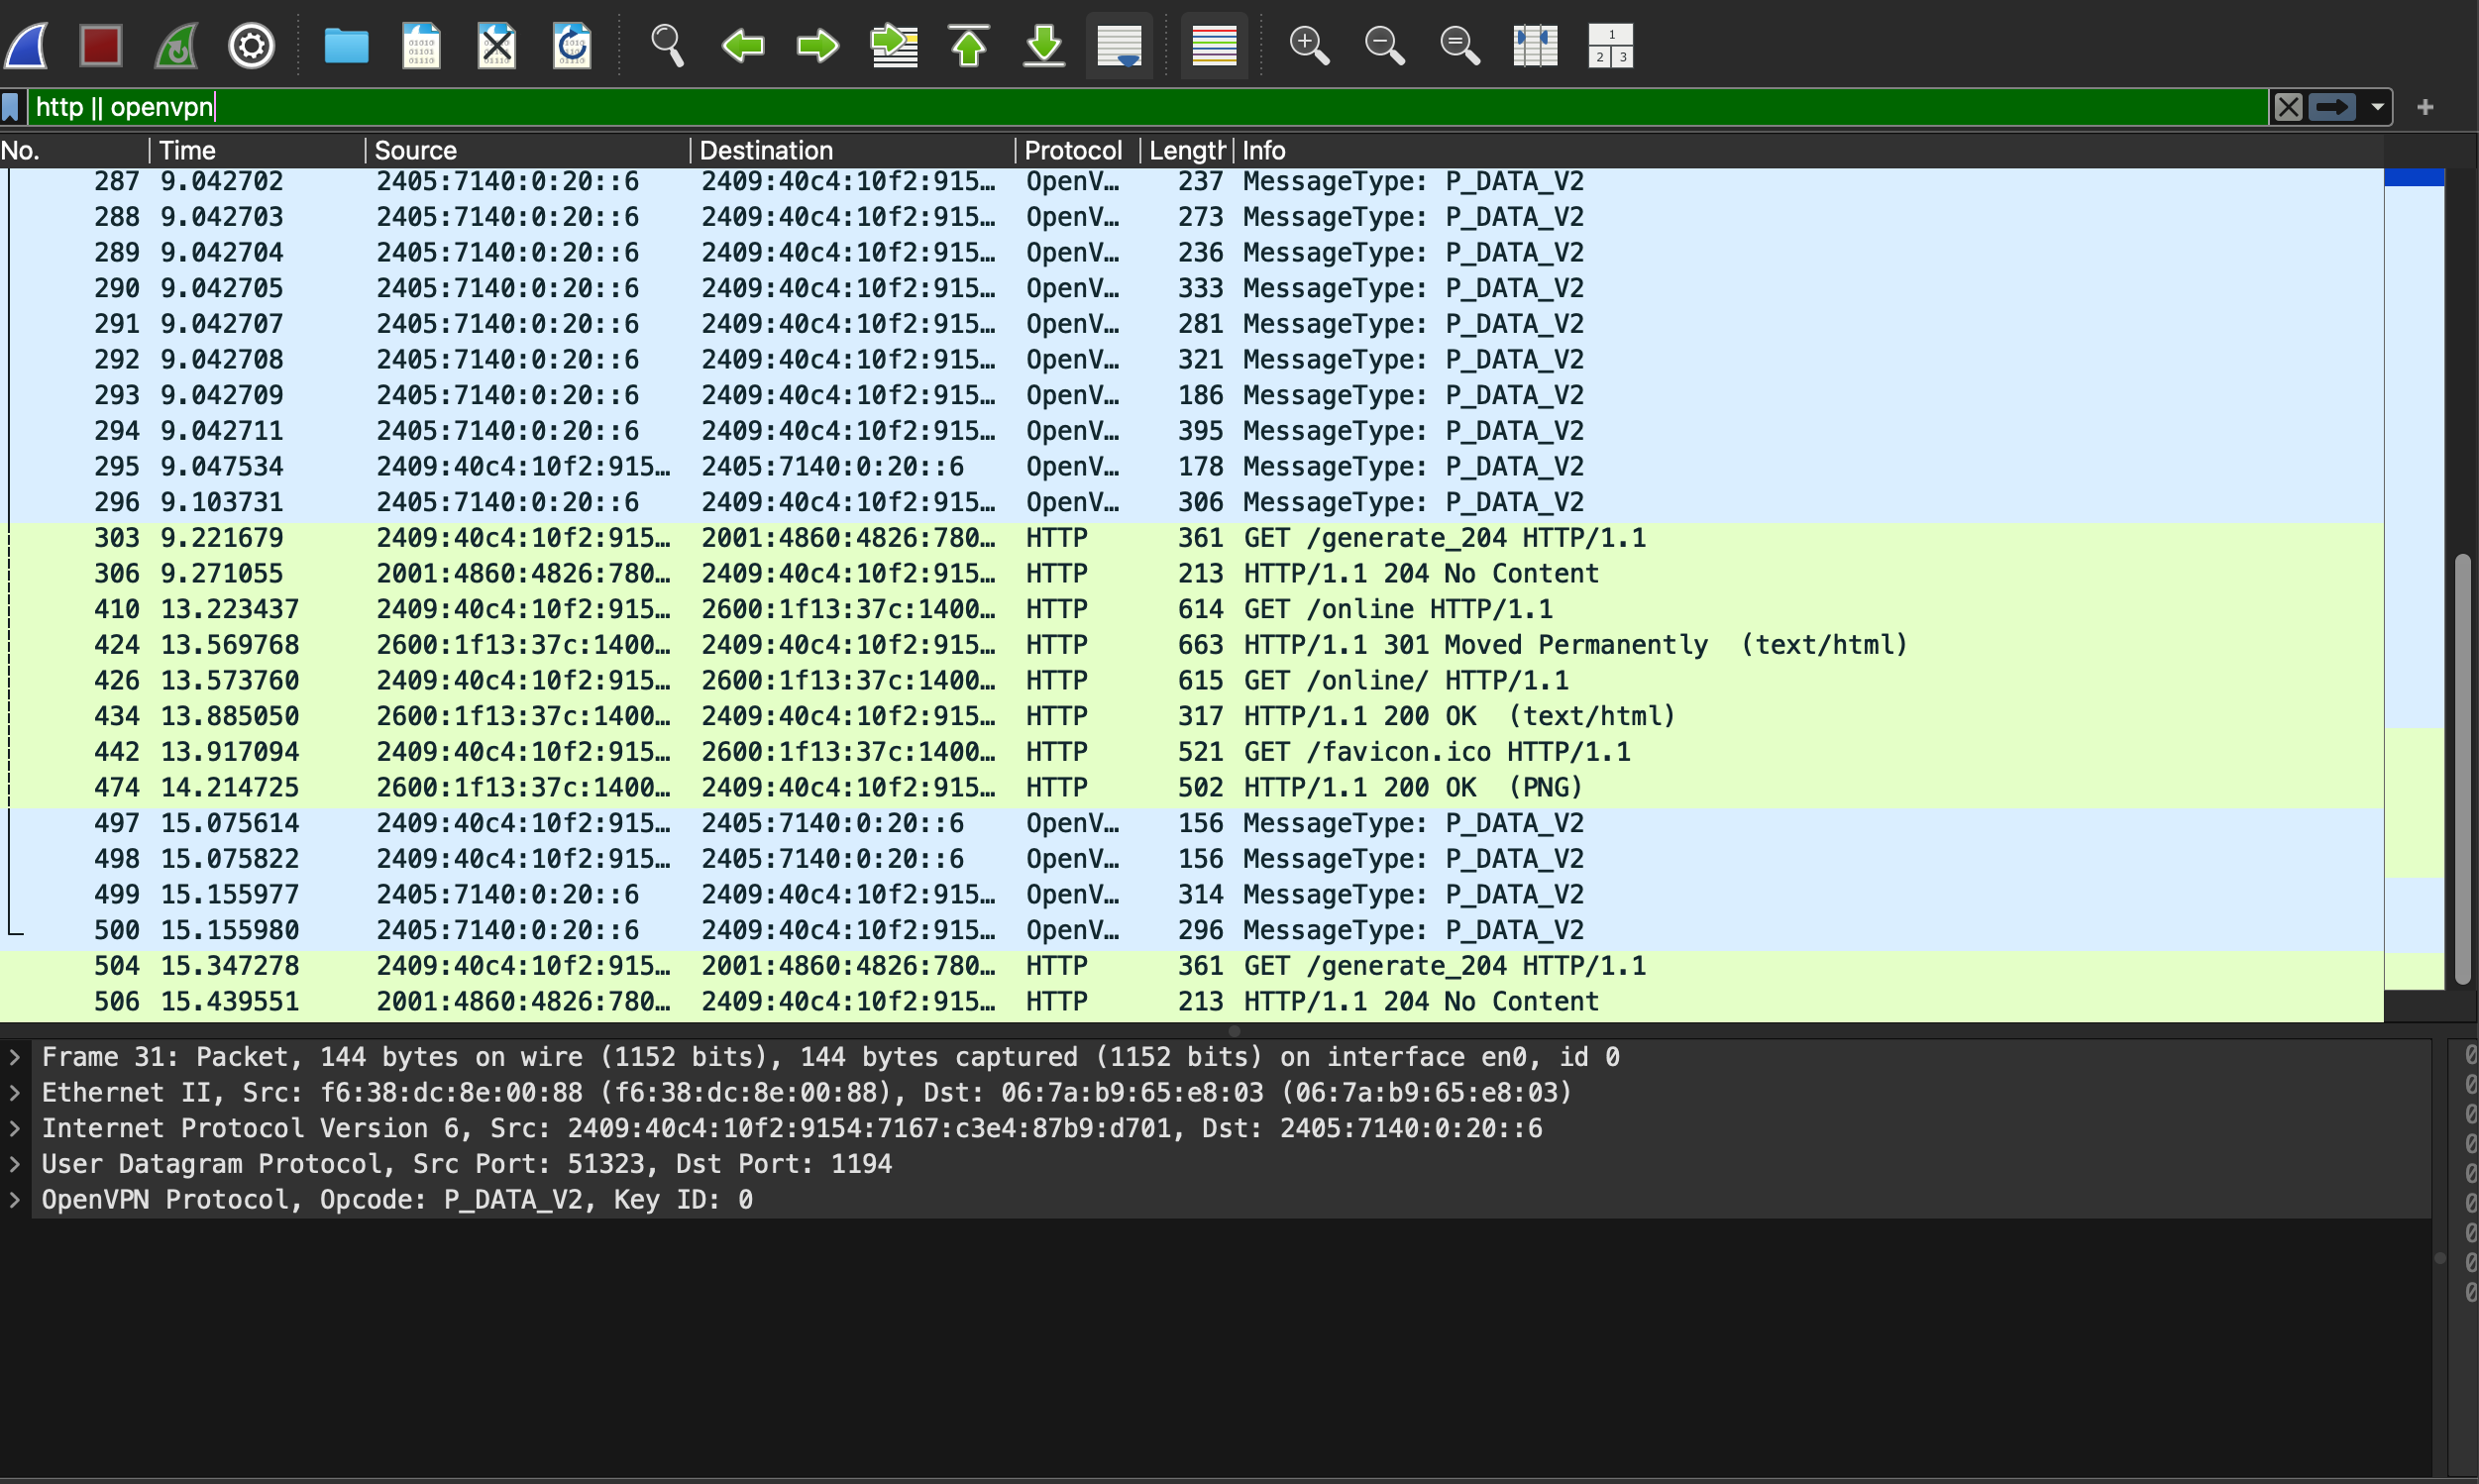 http || openvpn
No. Time Source Destination Protocol Length Info
287 9.042702 2405:7140:0:20::6 2409:40c4:10f2:915… OpenV… 237 MessageType: P_DATA_V2
288 9.042703 2405:7140:0:20::6 2409:40c4:10f2:915… OpenV… 273 MessageType: P_DATA_V2
289 9.042704 2405:7140:0:20::6 2409:40c4:10f2:915… OpenV… 236 MessageType: P_DATA_V2
290 9.042705 2405:7140:0:20::6 2409:40c4:10f2:915… OpenV… 333 MessageType: P_DATA_V2
291 9.042707 2405:7140:0:20::6 2409:40c4:10f2:915… OpenV… 281 MessageType: P_DATA_V2
292 9.042708 2405:7140:0:20::6 2409:40c4:10f2:915… OpenV… 321 MessageType: P_DATA_V2
293 9.042709 2405:7140:0:20::6 2409:40c4:10f2:915… OpenV… 186 MessageType: P_DATA_V2
294 9.042711 2405:7140:0:20::6 2409:40c4:10f2:915… OpenV… 395 MessageType: P_DATA_V2
295 9.047534 2409:40c4:10f2:915… 2405:7140:0:20::6 OpenV… 178 MessageType: P_DATA_V2
296 9.103731 2405:7140:0:20::6 2409:40c4:10f2:915… OpenV… 306 MessageType: P_DATA_V2
303 9.221679 2409:40c4:10f2:915… 2001:4860:4826:780… HTTP 361 GET /generate_204 HTTP/1.1
306 9.271055 2001:4860:4826:780… 2409:40c4:10f2:915… HTTP 213 HTTP/1.1 204 No Content
410 13.223437 2409:40c4:10f2:915… 2600:1f13:37c:1400… HTTP 614 GET /online HTTP/1.1
424 13.569768 2600:1f13:37c:1400… 2409:40c4:10f2:915… HTTP 663 HTTP/1.1 301 Moved Permanently (text/html)
426 13.573760 2409:40c4:10f2:915… 2600:1f13:37c:1400… HTTP 615 GET /online/ HTTP/1.1
434 13.885050 2600:1f13:37c:1400… 2409:40c4:10f2:915… HTTP 317 HTTP/1.1 200 OK (text/html)
442 13.917094 2409:40c4:10f2:915… 2600:1f13:37c:1400… HTTP 521 GET /favicon.ico HTTP/1.1
474 14.214725 2600:1f13:37c:1400… 2409:40c4:10f2:915… HTTP 502 HTTP/1.1 200 OK (PNG)
497 15.075614 2409:40c4:10f2:915… 2405:7140:0:20::6 OpenV… 156 MessageType: P_DATA_V2
498 15.075822 2409:40c4:10f2:915… 2405:7140:0:20::6 OpenV… 156 MessageType: P_DATA_V2
499 15.155977 2405:7140:0:20::6 2409:40c4:10f2:915… OpenV… 314 MessageType: P_DATA_V2
500 15.155980 2405:7140:0:20::6 2409:40c4:10f2:915… OpenV… 296 MessageType: P_DATA_V2
504 15.347278 2409:40c4:10f2:915… 2001:4860:4826:780… HTTP 361 GET /generate_204 HTTP/1.1
506 15.439551 2001:4860:4826:780… 2409:40c4:10f2:915… HTTP 213 HTTP/1.1 204 No Content
Frame 31: Packet, 144 bytes on wire (1152 bits), 144 bytes captured (1152 bits) on interface en0, id 0
Ethernet II, Src: f6:38:dc:8e:00:88 (f6:38:dc:8e:00:88), Dst: 06:7a:b9:65:e8:03 (06:7a:b9:65:e8:03)
Internet Protocol Version 6, Src: 2409:40c4:10f2:9154:7167:c3e4:87b9:d701, Dst: 2405:7140:0:20::6
User Datagram Protocol, Src Port: 51323, Dst Port: 1194
OpenVPN Protocol, Opcode: P_DATA_V2, Key ID: 0